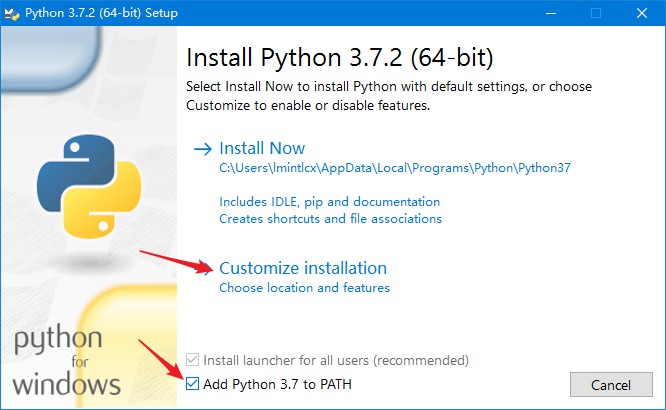 Python 3.7.2 (64-bit) Setup
Install Python 3.7.2 (64-bit)
Select Install Now to install Python with default settings, or choose
Customize to enable or disable features.
Install Now
C:\Users\lmintlcx\AppData\Local\Programs\Python\Python37
Includes IDLE, pip and documentation
Creates shortcuts and file associations
Customize installation
Choose location and features
python
for
windows
Install launcher for all users (recommended)
Add Python 3.7 to PATH
Cancel